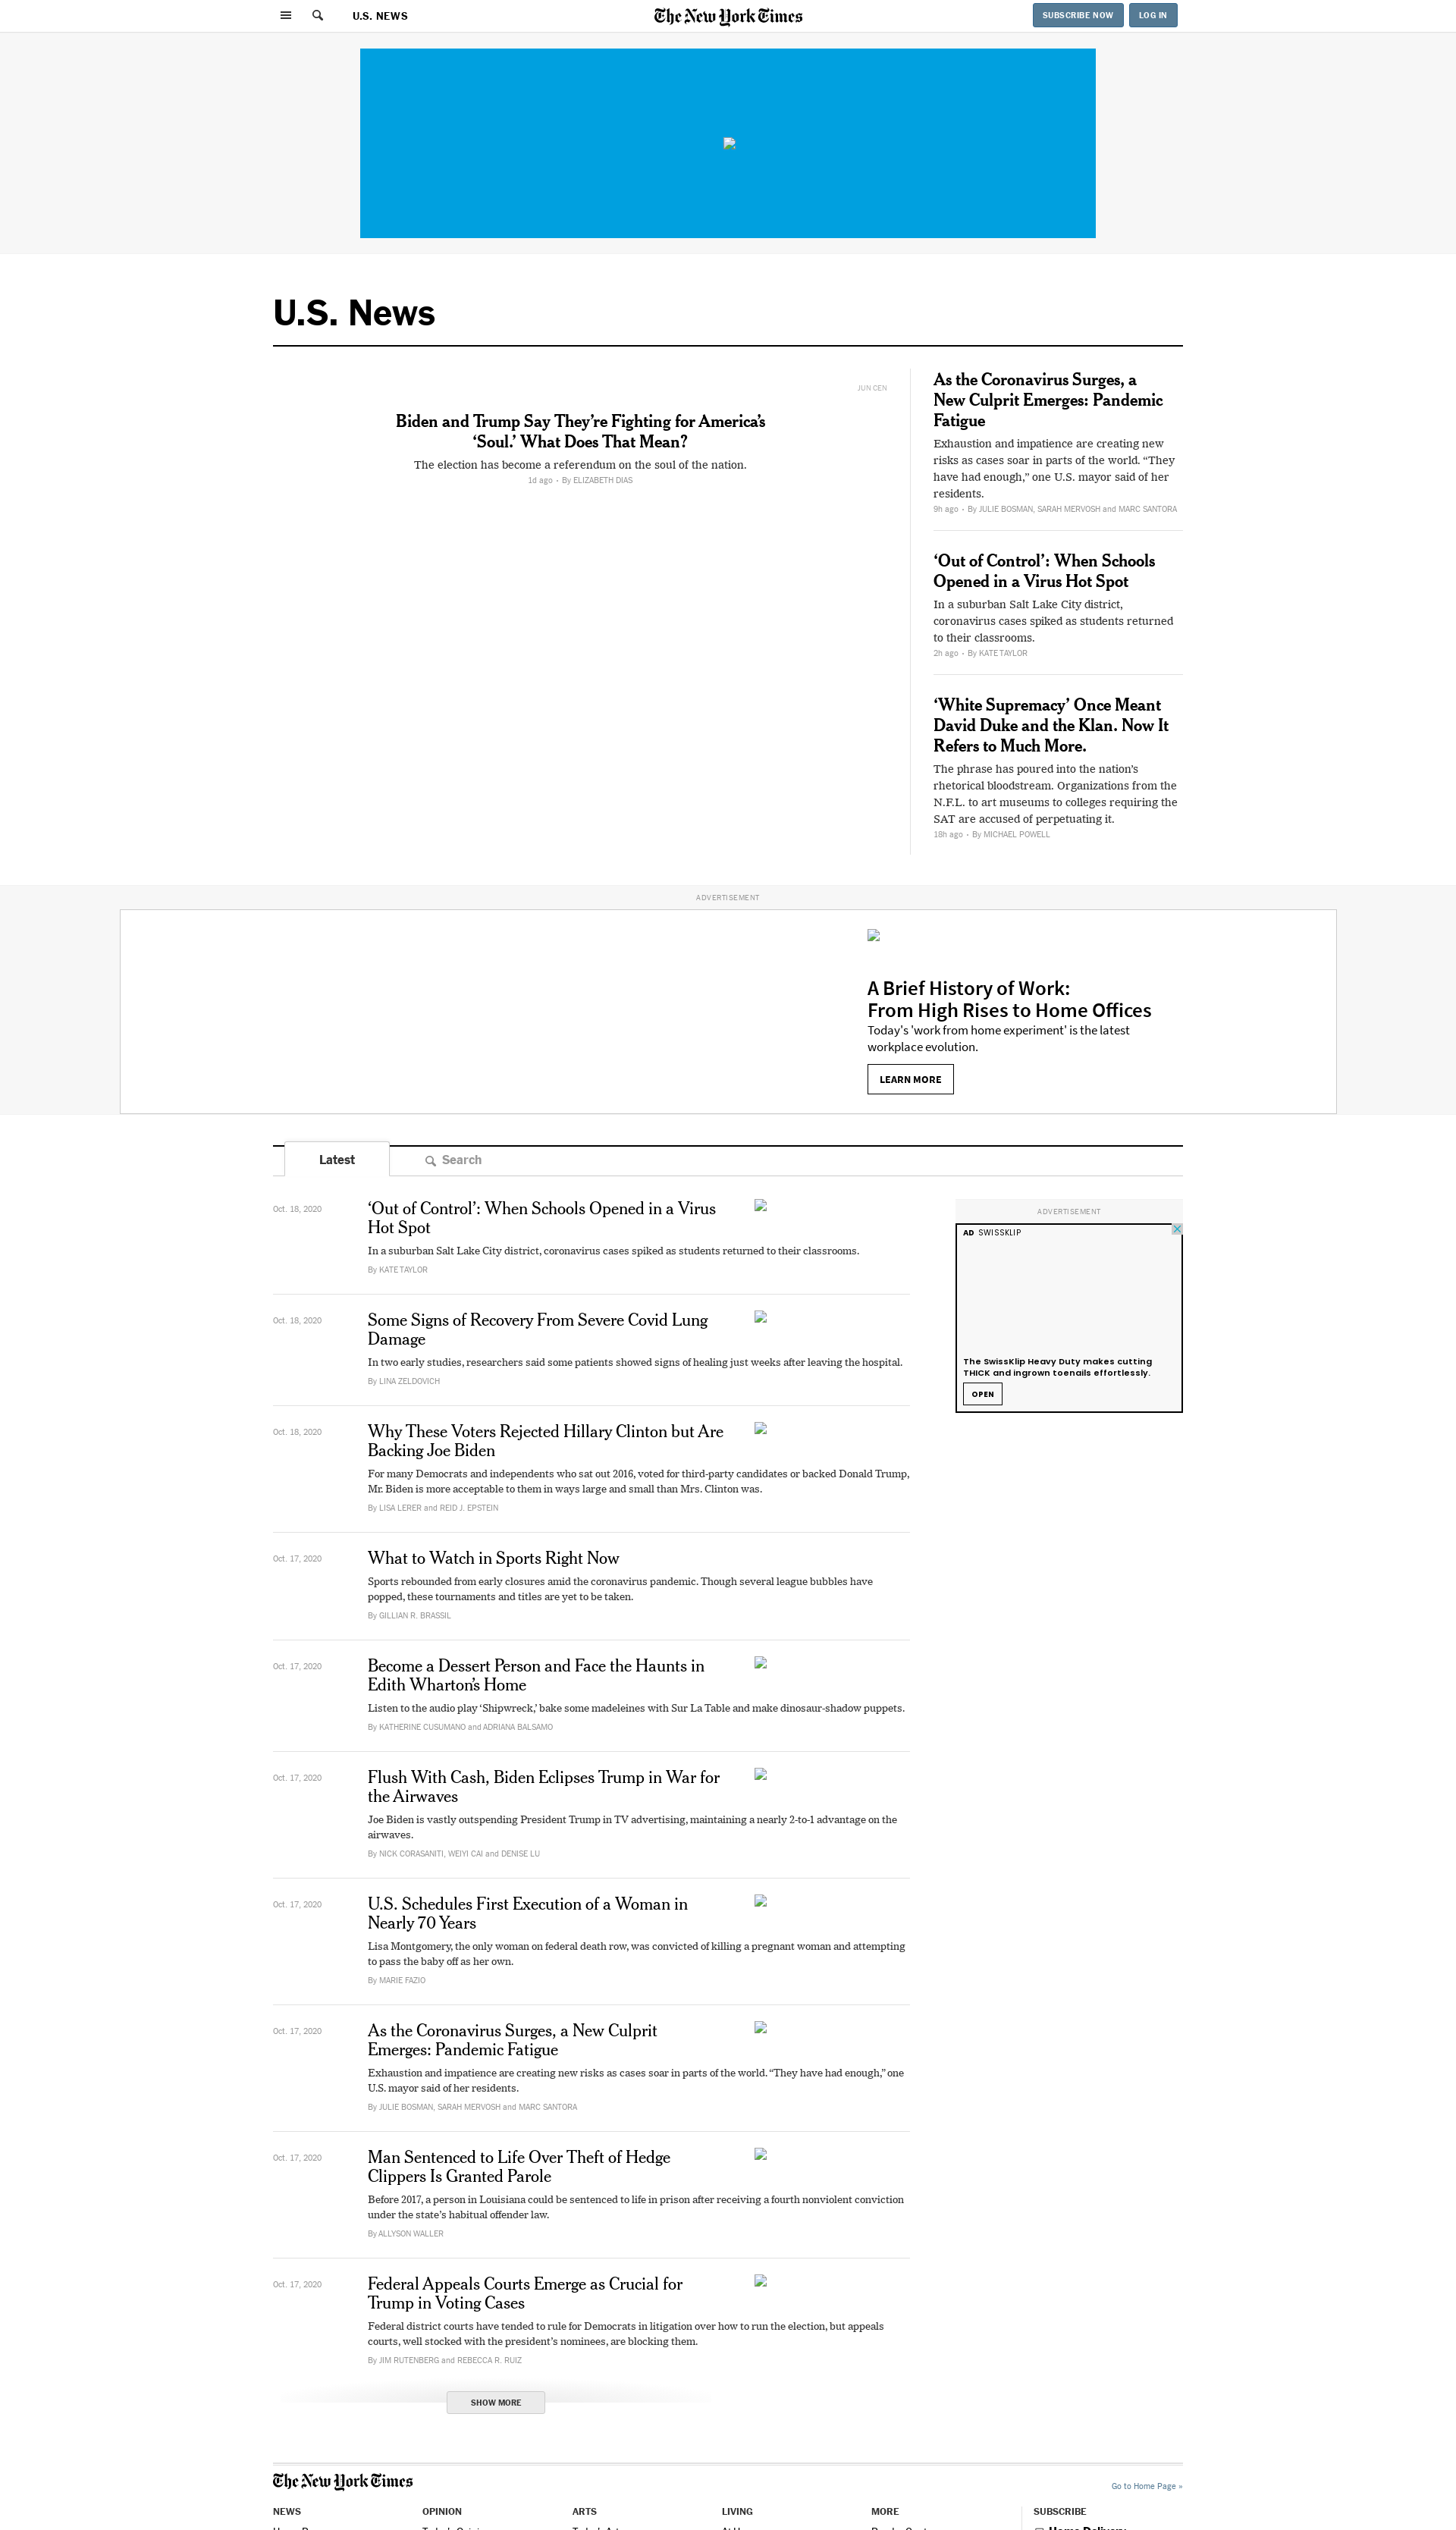 U.S. NEWS
The New York Times
SUBSCRIBE NOW
LOG IN
U.S. News
JUN CEN
Biden and Trump Say They’re Fighting for America’s
‘Soul.’ What Does That Mean?
The election has become a referendum on the soul of the nation.
1d ago • By ELIZABETH DIAS
As the Coronavirus Surges, a
New Culprit Emerges: Pandemic
Fatigue
Exhaustion and impatience are creating new
risks as cases soar in parts of the world. “They
have had enough,” one U.S. mayor said of her
residents.
9h ago • By JULIE BOSMAN, SARAH MERVOSH and MARC SANTORA
‘Out of Control’: When Schools
Opened in a Virus Hot Spot
In a suburban Salt Lake City district,
coronavirus cases spiked as students returned
to their classrooms.
2h ago • By KATE TAYLOR
‘White Supremacy’ Once Meant
David Duke and the Klan. Now It
Refers to Much More.
The phrase has poured into the nation’s
rhetorical bloodstream. Organizations from the
N.F.L. to art museums to colleges requiring the
SAT are accused of perpetuating it.
18h ago • By MICHAEL POWELL
ADVERTISEMENT
A Brief History of Work:
From High Rises to Home Offices
Today's 'work from home experiment' is the latest
workplace evolution.
LEARN MORE
Latest
Search
Oct. 18, 2020
‘Out of Control’: When Schools Opened in a Virus
Hot Spot
In a suburban Salt Lake City district, coronavirus cases spiked as students returned to their classrooms.
By KATE TAYLOR
ADVERTISEMENT
AD SWISSKLIP
The SwissKlip Heavy Duty makes cutting
THICK and ingrown toenails effortlessly.
OPEN
Oct. 18, 2020
Some Signs of Recovery From Severe Covid Lung
Damage
In two early studies, researchers said some patients showed signs of healing just weeks after leaving the hospital.
By LINA ZELDOVICH
Oct. 18, 2020
Why These Voters Rejected Hillary Clinton but Are
Backing Joe Biden
For many Democrats and independents who sat out 2016, voted for third-party candidates or backed Donald Trump,
Mr. Biden is more acceptable to them in ways large and small than Mrs. Clinton was.
By LISA LERER and REID J. EPSTEIN
Oct. 17, 2020
What to Watch in Sports Right Now
Sports rebounded from early closures amid the coronavirus pandemic. Though several league bubbles have
popped, these tournaments and titles are yet to be taken.
By GILLIAN R. BRASSIL
Oct. 17, 2020
Become a Dessert Person and Face the Haunts in
Edith Wharton’s Home
Listen to the audio play ‘Shipwreck,’ bake some madeleines with Sur La Table and make dinosaur-shadow puppets.
By KATHERINE CUSUMANO and ADRIANA BALSAMO
Oct. 17, 2020
Flush With Cash, Biden Eclipses Trump in War for
the Airwaves
Joe Biden is vastly outspending President Trump in TV advertising, maintaining a nearly 2-to-1 advantage on the
airwaves.
By NICK CORASANITI, WEIYI CAI and DENISE LU
Oct. 17, 2020
U.S. Schedules First Execution of a Woman in
Nearly 70 Years
Lisa Montgomery, the only woman on federal death row, was convicted of killing a pregnant woman and attempting
to pass the baby off as her own.
By MARIE FAZIO
Oct. 17, 2020
As the Coronavirus Surges, a New Culprit
Emerges: Pandemic Fatigue
Exhaustion and impatience are creating new risks as cases soar in parts of the world. “They have had enough,” one
U.S. mayor said of her residents.
By JULIE BOSMAN, SARAH MERVOSH and MARC SANTORA
Oct. 17, 2020
Man Sentenced to Life Over Theft of Hedge
Clippers Is Granted Parole
Before 2017, a person in Louisiana could be sentenced to life in prison after receiving a fourth nonviolent conviction
under the state’s habitual offender law.
By ALLYSON WALLER
Oct. 17, 2020
Federal Appeals Courts Emerge as Crucial for
Trump in Voting Cases
Federal district courts have tended to rule for Democrats in litigation over how to run the election, but appeals
courts, well stocked with the president’s nominees, are blocking them.
By JIM RUTENBERG and REBECCA R. RUIZ
SHOW MORE
The New York Times
Go to Home Page »
NEWS
OPINION
ARTS
LIVING
MORE
SUBSCRIBE